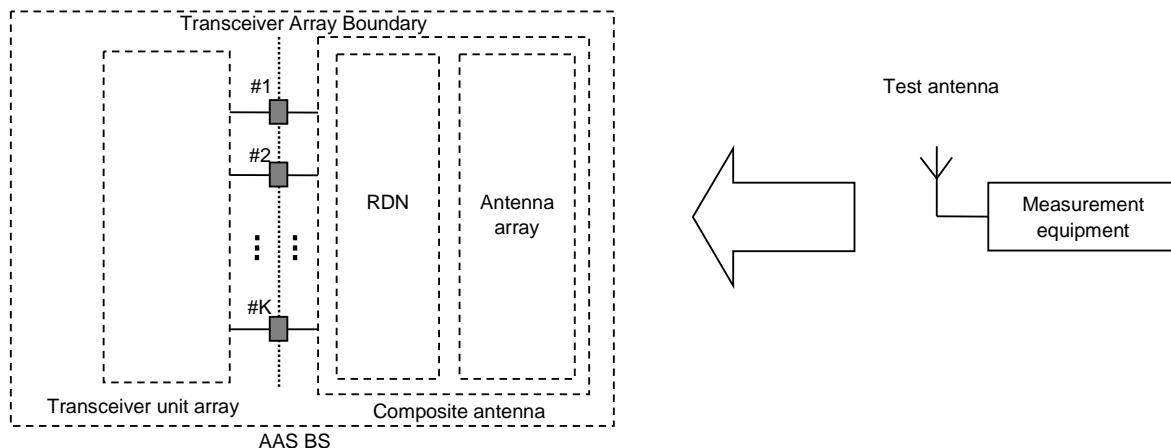 Transceiver Array Boundary
#1
#2
#K
RDN
Antenna
array
Transceiver unit array
Composite antenna
AAS BS
Test antenna
Measurement
equipment